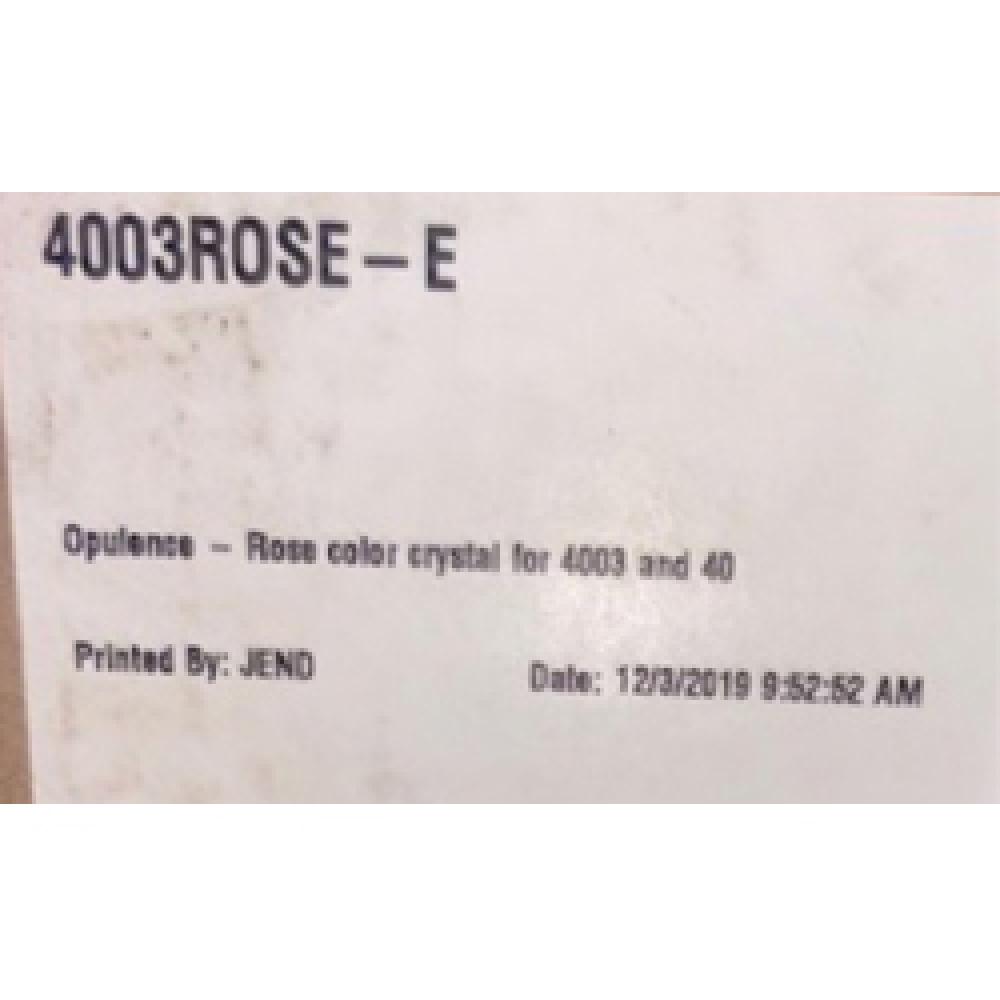 4003ROSE – E
Opulence – Rose color crystal for 4003 and 40
Printed By: JEND
Date: 12/3/2019 9:52:52 AM